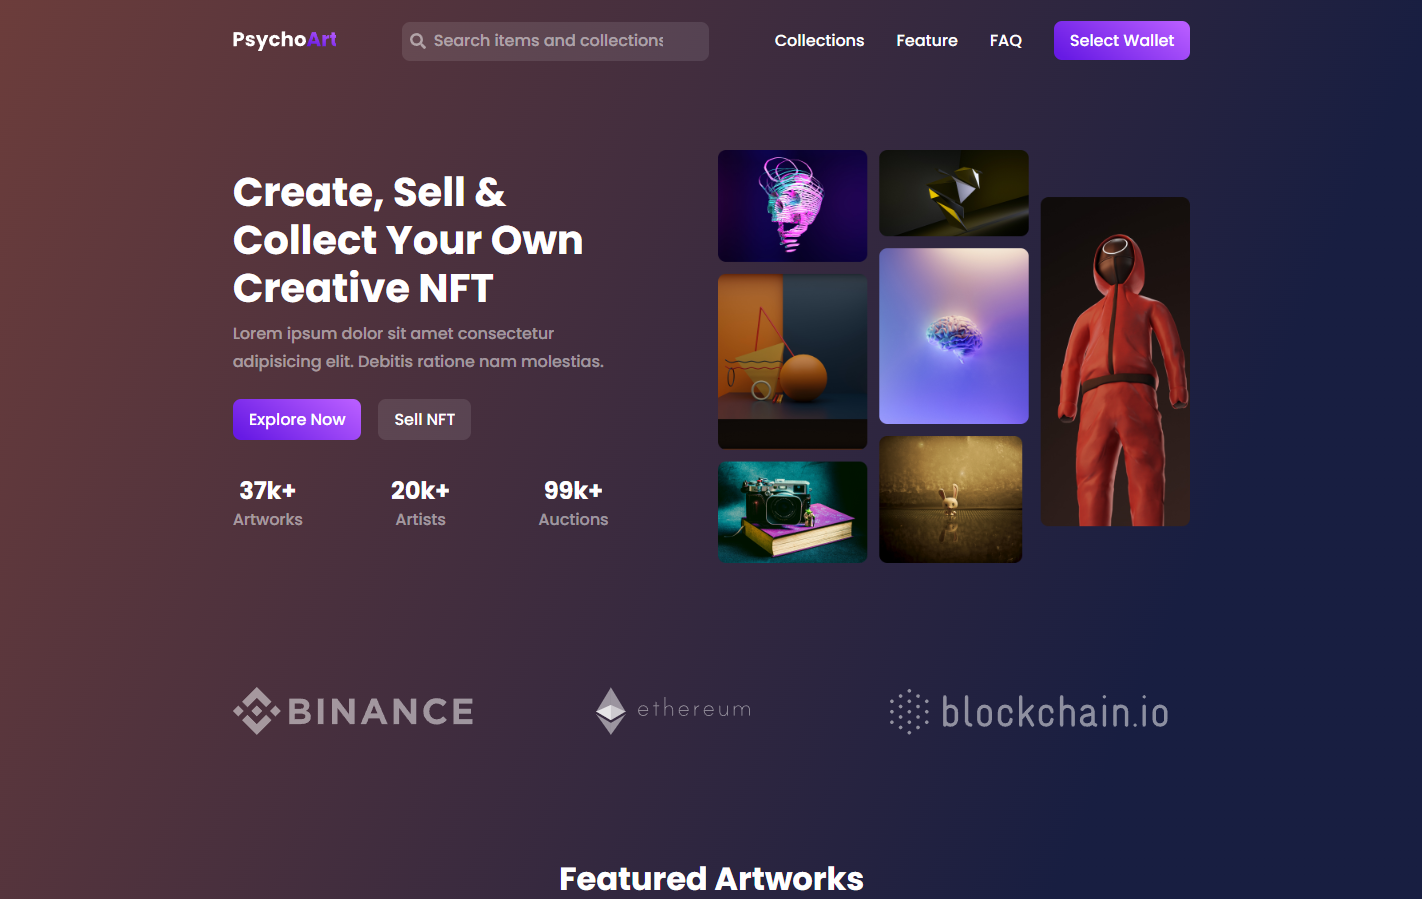 PsychoArt
Search items and collections
Collections
Feature
FAQ
Select Wallet
Create, Sell &
Collect Your Own
Creative NFT
Lorem ipsum dolor sit amet consectetur
adipisicing elit. Debitis ratione nam molestias.
Explore Now
Sell NFT
37k+
Artworks
20k+
Artists
99k+
Auctions
BINANCE
ethereum
blockchain.io
Featured Artworks